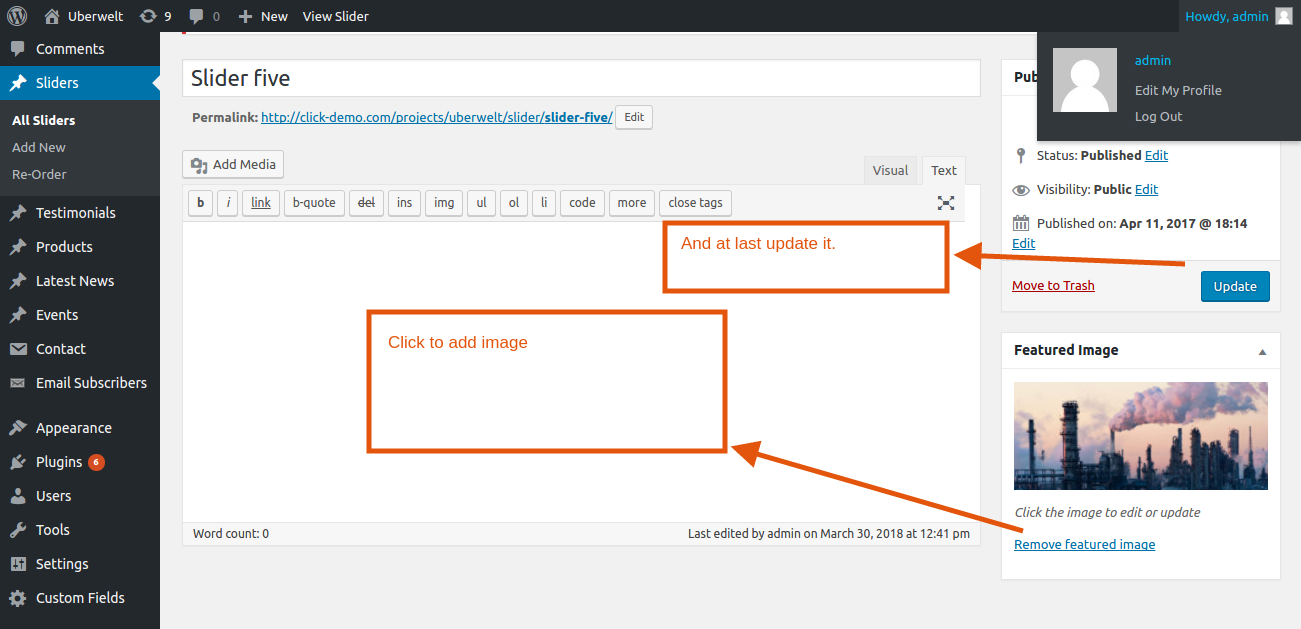 Uberwelt 9 0 New View Slider Howdy, admin
admin
Edit My Profile
Log Out
Comments
Sliders
All Sliders
Add New
Re-Order
Testimonials
Products
Latest News
Events
Contact
Email Subscribers
Appearance
Plugins 6
Users
Tools
Settings
Custom Fields
Slider five
Permalink: http://click-demo.com/projects/uberwelt/slider/slider-five/ Edit
Add Media
Visual Text
b i link b-quote del ins img ul ol li code more close tags
And at last update it.
Click to add image
Word count: 0 Last edited by admin on March 30, 2018 at 12:41 pm
Pub
Status: Published Edit
Visibility: Public Edit
Published on: Apr 11, 2017 @ 18:14
Edit
Move to Trash Update
Featured Image
Click the image to edit or update
Remove featured image